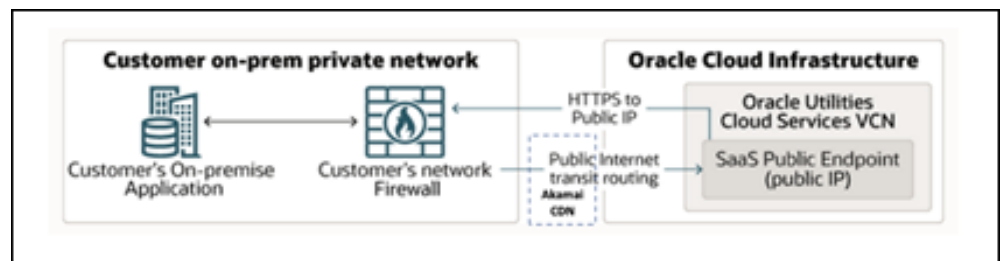 Customer on-prem private network
Oracle Cloud Infrastructure
Customer's On-premise
Application
Customer's network
Firewall
HTTPS to
Public IP
Public Internet
transit routing
Akamai
CDN
Oracle Utilities
Cloud Services VCN
SaaS Public Endpoint
(public IP)